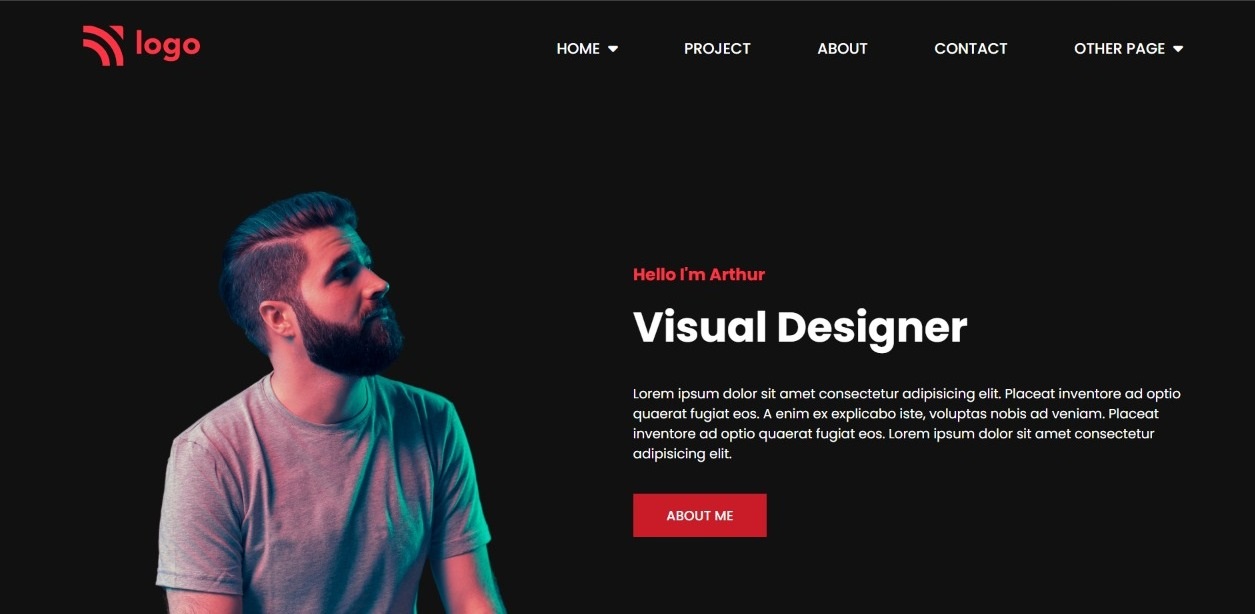 logo
HOME
PROJECT
ABOUT
CONTACT
OTHER PAGE
Hello I'm Arthur
Visual Designer
Lorem ipsum dolor sit amet consectetur adipisicing elit. Placeat inventore ad optio
quaerat fugiat eos. A enim ex explicabo iste, voluptas nobis ad veniam. Placeat
inventore ad optio quaerat fugiat eos. Lorem ipsum dolor sit amet consectetur
adipisicing elit.
ABOUT ME